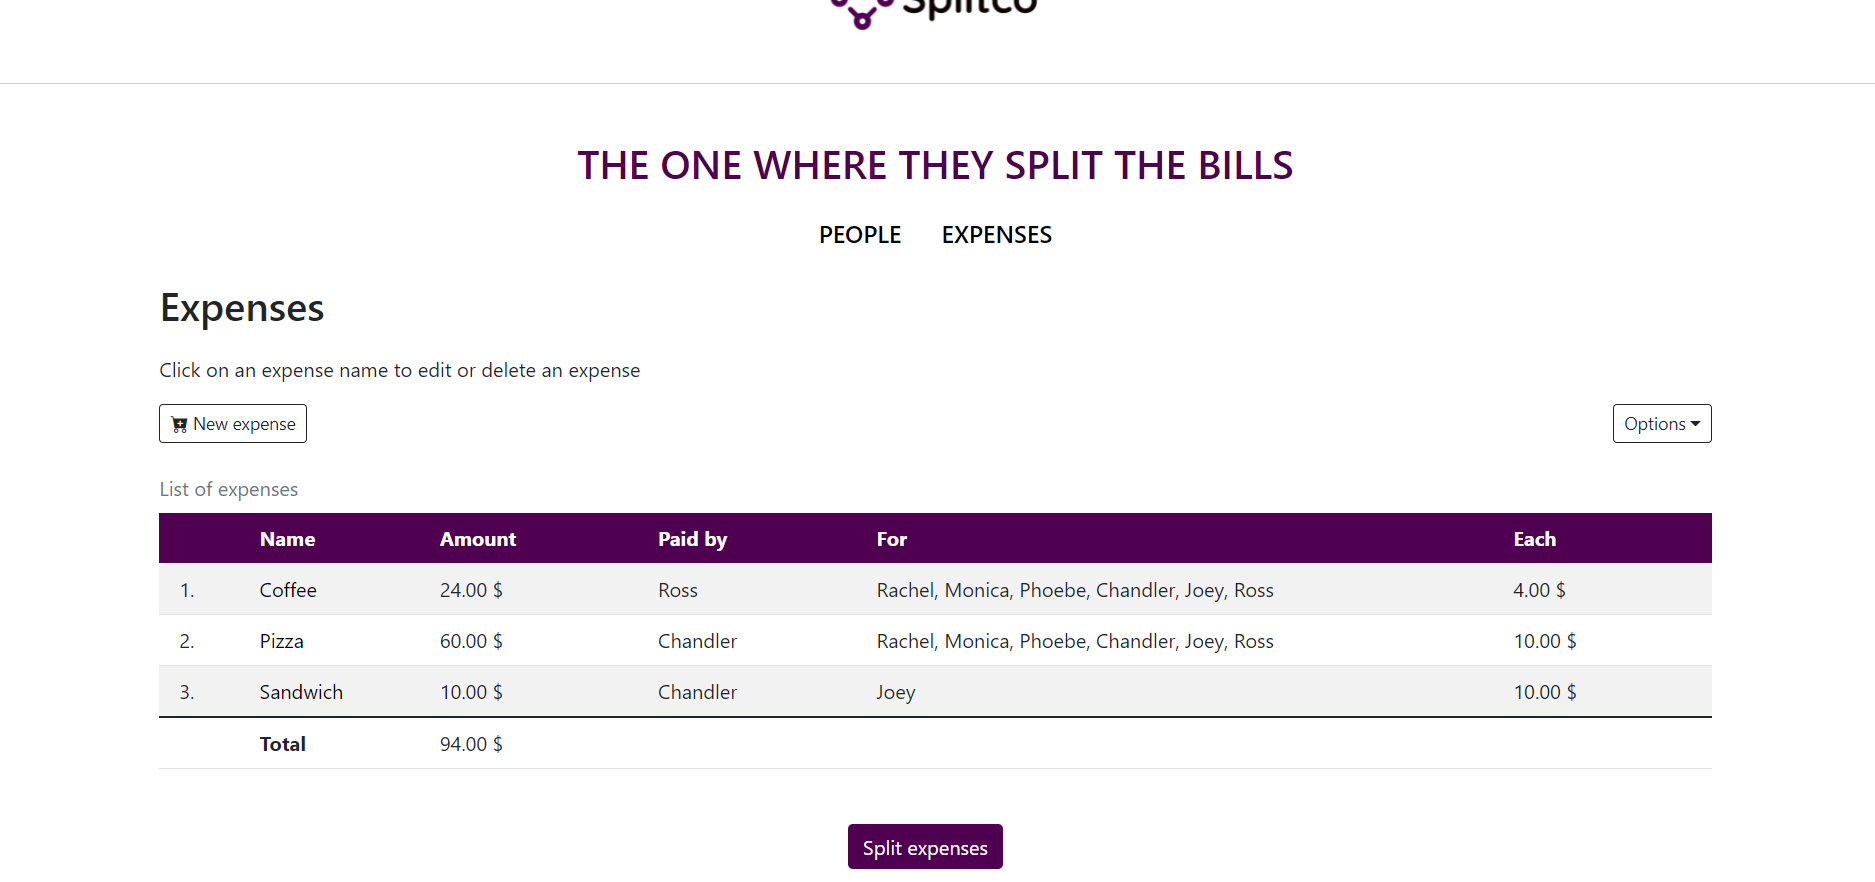 Splitco
THE ONE WHERE THEY SPLIT THE BILLS
PEOPLE EXPENSES
Expenses
Click on an expense name to edit or delete an expense
New expense Options
List of expenses
Name Amount Paid by For Each
1. Coffee 24.00 $ Ross Rachel, Monica, Phoebe, Chandler, Joey, Ross 4.00 $
2. Pizza 60.00 $ Chandler Rachel, Monica, Phoebe, Chandler, Joey, Ross 10.00 $
3. Sandwich 10.00 $ Chandler Joey 10.00 $
Total 94.00 $
Split expenses